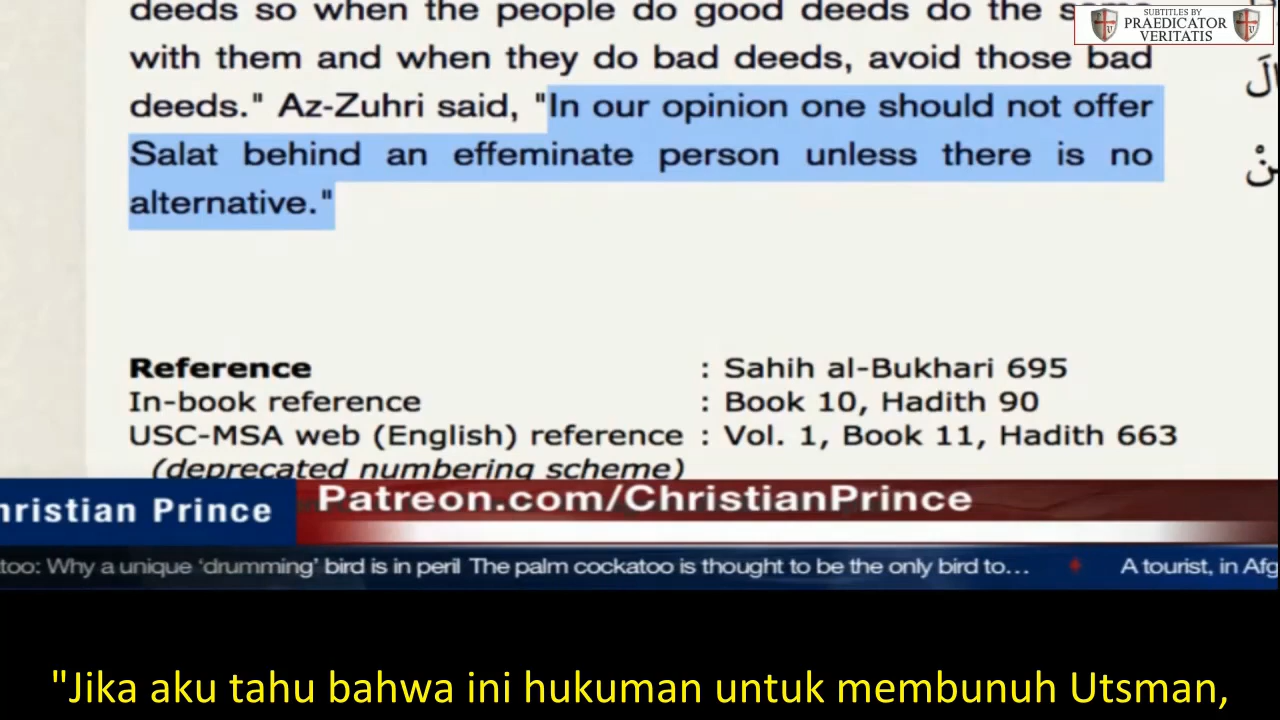 deeds so when the people do good deeds do the same
SUBTITLES BY
PRAEDICATOR
VERITATIS
with them and when they do bad deeds, avoid those bad
deeds." Az-Zuhri said, "In our opinion one should not offer
Salat behind an effeminate person unless there is no
alternative."
Reference : Sahih al-Bukhari 695
In-book reference : Book 10, Hadith 90
USC-MSA web (English) reference : Vol. 1, Book 11, Hadith 663
(deprecated numbering scheme)
hristian Prince
Patreon.com/ChristianPrince
too: Why a unique ‘drumming’ bird is in peril The palm cockatoo is thought to be the only bird to… A tourist, in Afg
"Jika aku tahu bahwa ini hukuman untuk membunuh Utsman,